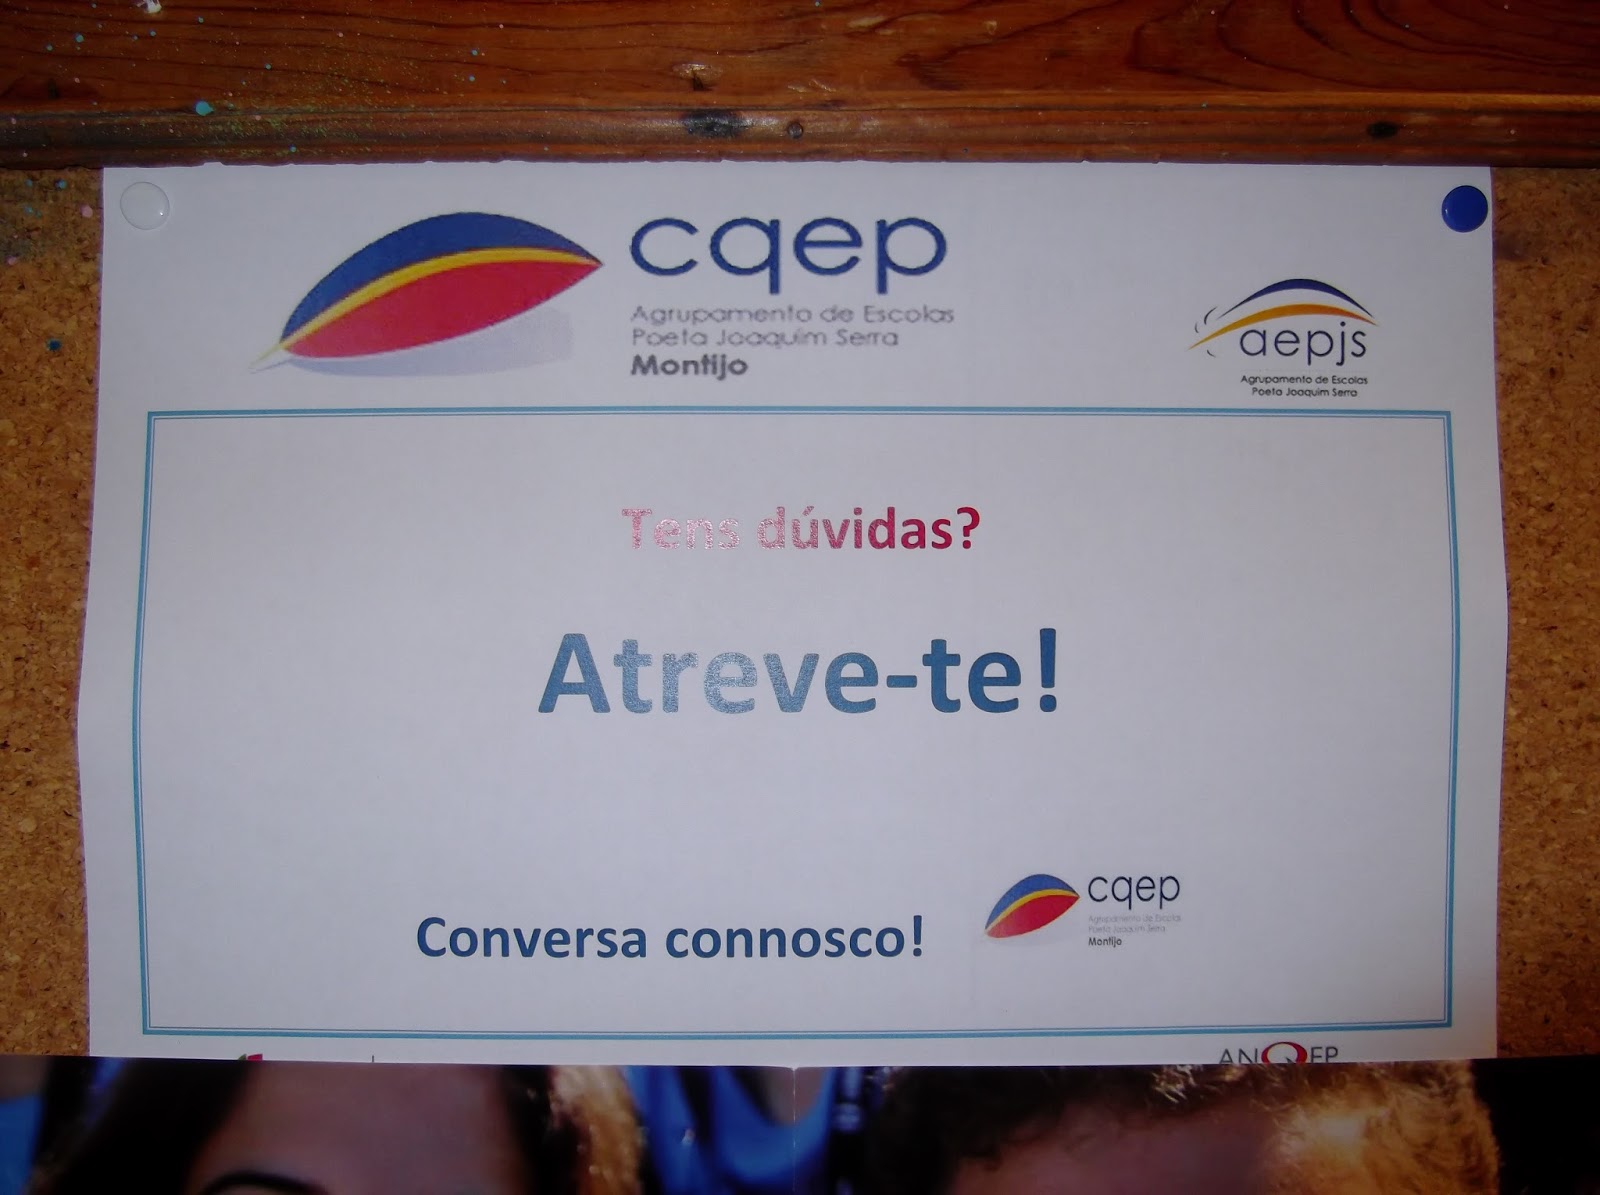 cqep
Agrupamento de Escolas
Poeta Joaquim Serra
Montijo
aepjs
Agrupamento de Escolas
Poeta Joaquim Serra
Tens dúvidas?
Atreve-te!
Conversa connosco!
cqep
Agrupamento de Escolas
Poeta Joaquim Serra
Montijo
ANQEP